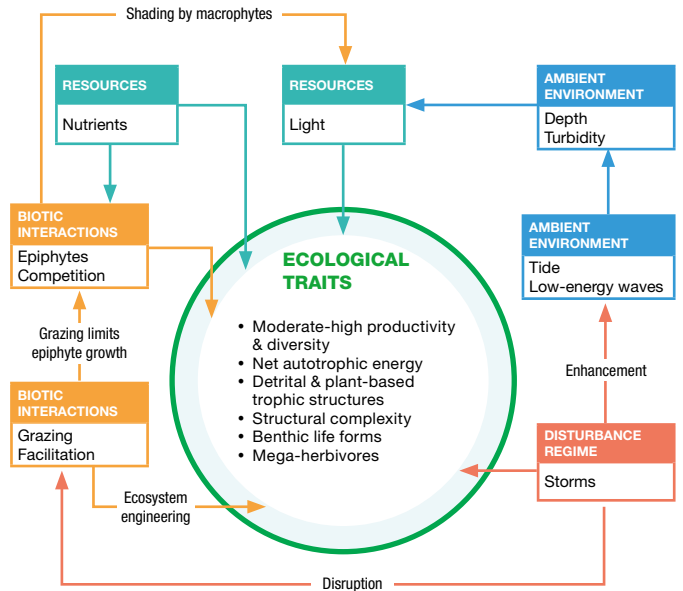 Shading by macrophytes
RESOURCES
Nutrients
RESOURCES
Light
AMBIENT
ENVIRONMENT
Depth
Turbidity
BIOTIC
INTERACTIONS
Epiphytes
Competition
AMBIENT
ENVIRONMENT
Tide
Low-energy waves
ECOLOGICAL
TRAITS
• Moderate-high productivity
& diversity
• Net autotrophic energy
• Detrital & plant-based
trophic structures
• Structural complexity
• Benthic life forms
• Mega-herbivores
Grazing limits
epiphyte growth
Enhancement
BIOTIC
INTERACTIONS
Grazing
Facilitation
DISTURBANCE
REGIME
Storms
Ecosystem
engineering
Disruption